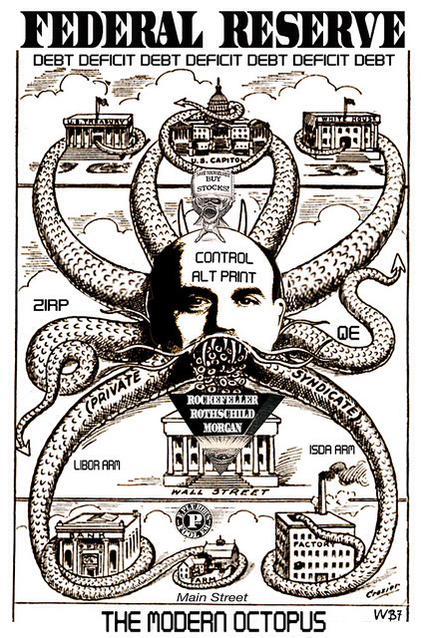 FEDERAL RESERVE
DEBT DEFICIT DEBT DEFICIT DEBT DEFICIT DEBT
U.S. TREASURY
U.S. CAPITOL
WHITE HOUSE
BUY
STOCKS!
CONTROL
ALT PRINT
ZIRP
QE
(PRIVATE
SYNDICATE)
ROCKEFELLER
ROTHSCHILD
MORGAN
LIBOR ARM
ISDA ARM
WALL STREET
BANK
P
FARM
FACTORY
Main Street
Crozier
WB7
THE MODERN OCTOPUS